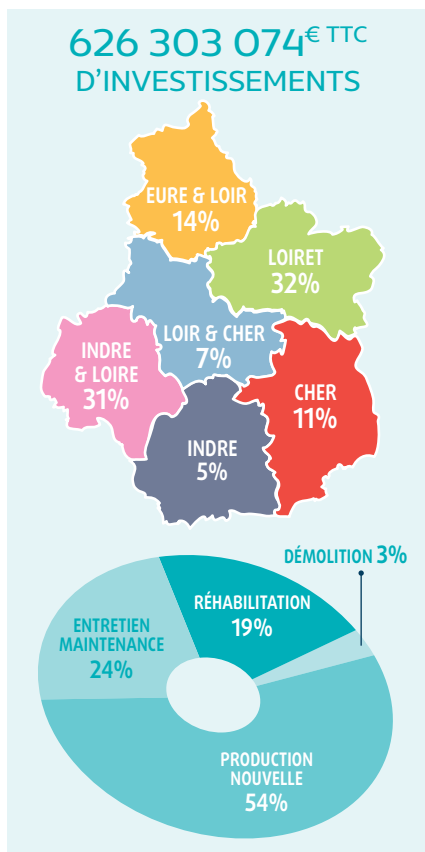 626 303 074€ TTC
D’INVESTISSEMENTS
EURE & LOIR
14%
LOIRET
32%
LOIR & CHER
7%
INDRE
& LOIRE
31%
CHER
11%
INDRE
5%
DÉMOLITION 3%
RÉHABILITATION
19%
ENTRETIEN
MAINTENANCE
24%
PRODUCTION
NOUVELLE
54%